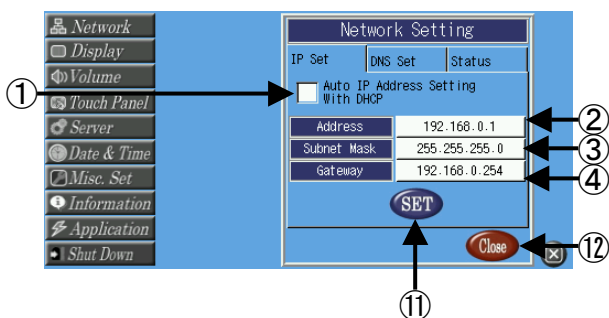 Network
Display
Volume
Touch Panel
Server
Date & Time
Misc. Set
Information
Application
Shut Down
Network Setting
IP Set
DNS Set
Status
Auto IP Address Setting
With DHCP
Address
192.168.0.1
Subnet Mask
255.255.255.0
Gateway
192.168.0.254
SET
Close
①
②
③
④
⑪
⑫